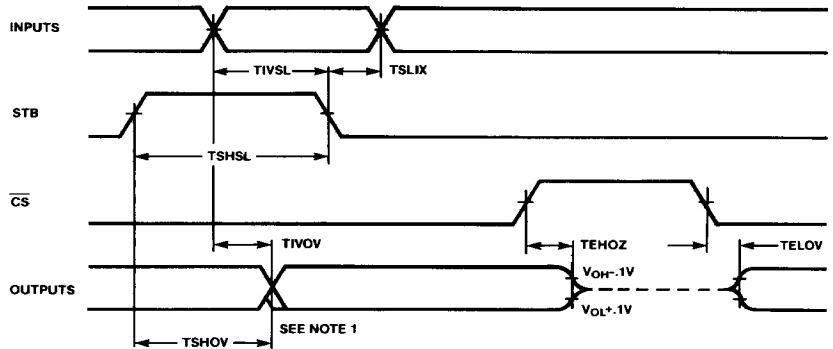 INPUTS
TIVSL
TSLIX
STB
TSHSL
CS
TIVOV
TEHOZ
TELOV
OUTPUTS
VOH-.1V
VOL+.1V
SEE NOTE 1
TSHOV